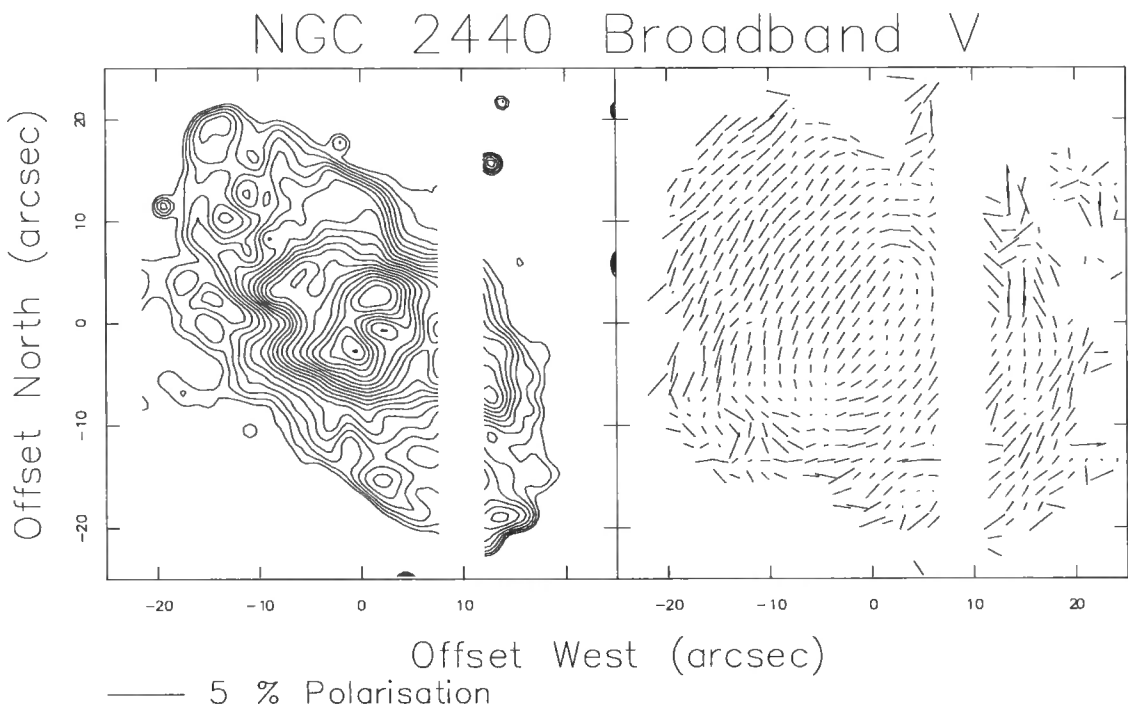 NGC 2440 Broadband V
Offset North (arcsec)
20
10
0
-10
-20
-20 -10 0 10 -20 -10 0 10 20
Offset West (arcsec)
5 % Polarisation